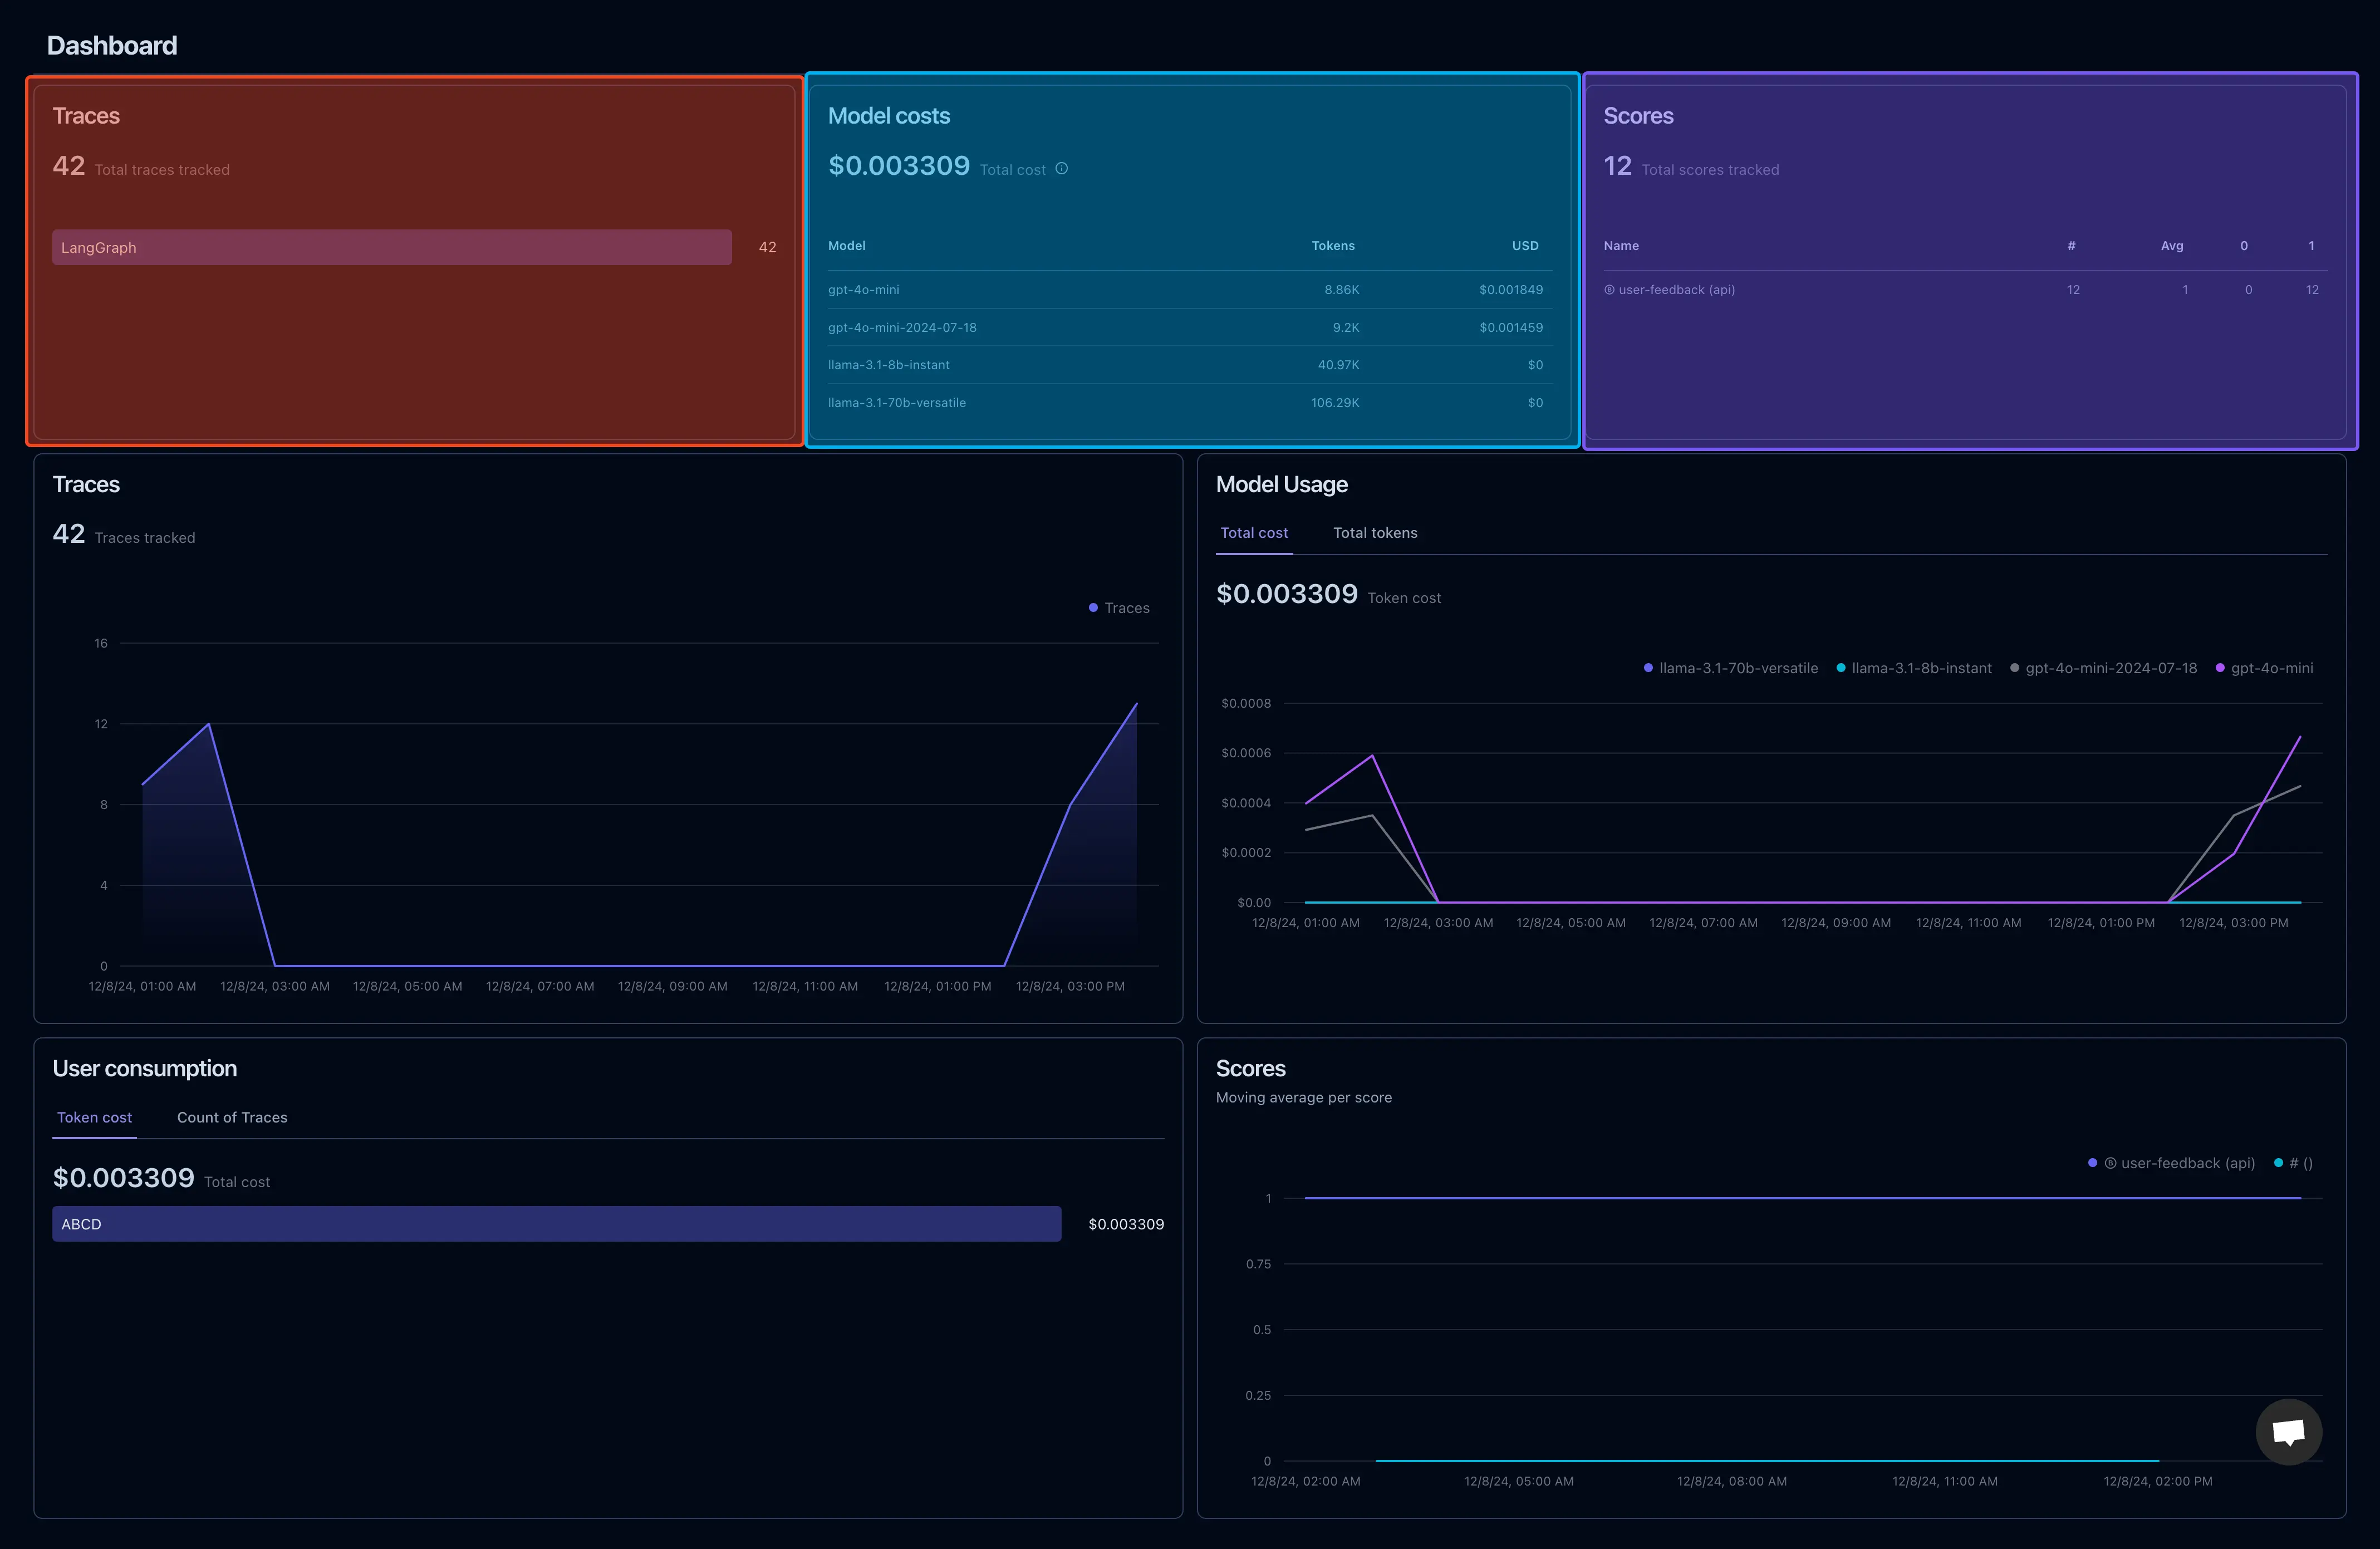 Dashboard
Traces
42 Total traces tracked
LangGraph 42
Model costs
$0.003309 Total cost
Model Tokens USD
gpt-4o-mini 8.86K $0.001849
gpt-4o-mini-2024-07-18 9.2K $0.001459
llama-3.1-8b-instant 40.97K $0
llama-3.1-70b-versatile 106.29K $0
Scores
12 Total scores tracked
Name # Avg 0 1
Ⓑ user-feedback (api) 12 1 0 12
Traces
42 Traces tracked
Traces
16
12
8
4
0
12/8/24, 01:00 AM 12/8/24, 03:00 AM 12/8/24, 05:00 AM 12/8/24, 07:00 AM 12/8/24, 09:00 AM 12/8/24, 11:00 AM 12/8/24, 01:00 PM 12/8/24, 03:00 PM
Model Usage
Total cost Total tokens
$0.003309 Token cost
llama-3.1-70b-versatile llama-3.1-8b-instant gpt-4o-mini-2024-07-18 gpt-4o-mini
$0.0008
$0.0006
$0.0004
$0.0002
$0.00
12/8/24, 01:00 AM 12/8/24, 03:00 AM 12/8/24, 05:00 AM 12/8/24, 07:00 AM 12/8/24, 09:00 AM 12/8/24, 11:00 AM 12/8/24, 01:00 PM 12/8/24, 03:00 PM
User consumption
Token cost Count of Traces
$0.003309 Total cost
ABCD $0.003309
Scores
Moving average per score
Ⓑ user-feedback (api) # ()
1
0.75
0.5
0.25
0
12/8/24, 02:00 AM 12/8/24, 05:00 AM 12/8/24, 08:00 AM 12/8/24, 11:00 AM 12/8/24, 02:00 PM